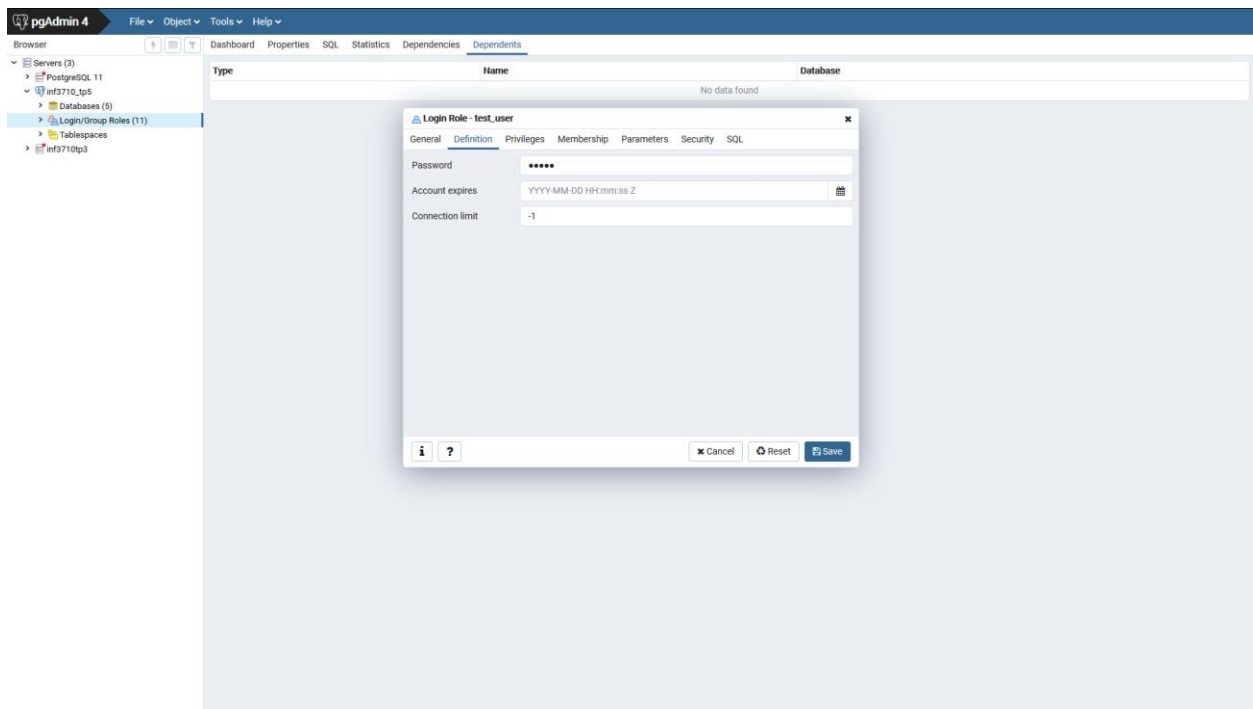 pgAdmin 4 File Object Tools Help
Browser Dashboard Properties SQL Statistics Dependencies Dependents
Servers (3)
Type Name Database
PostgreSQL 11
No data found
inf3710_tp5
Databases (5)
Login/Group Roles (11)
Tablespaces
inf3710tp3
Login Role - test_user
General Definition Privileges Membership Parameters Security SQL
Password •••••
Account expires YYYY-MM-DD HH:mm:ss Z
Connection limit -1
i ? Cancel Reset Save